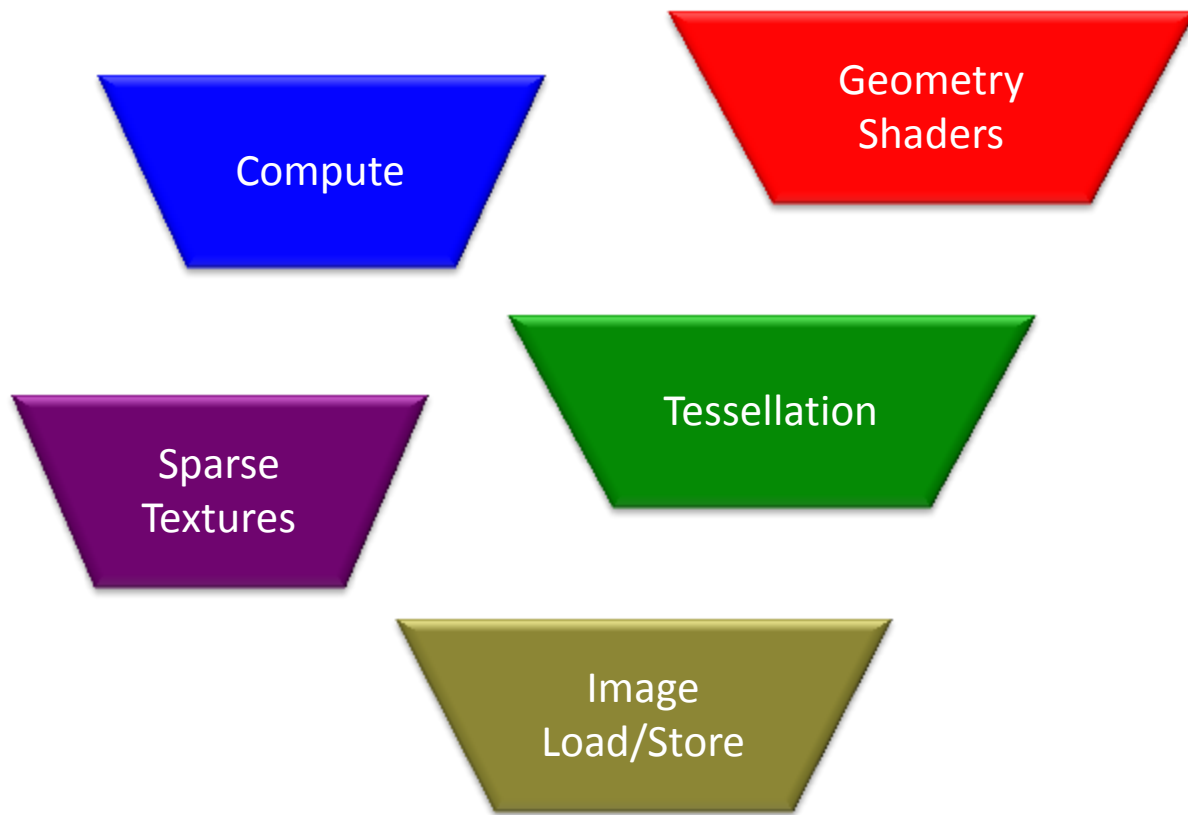 Geometry
Shaders
Compute
Tessellation
Sparse
Textures
Image
Load/Store